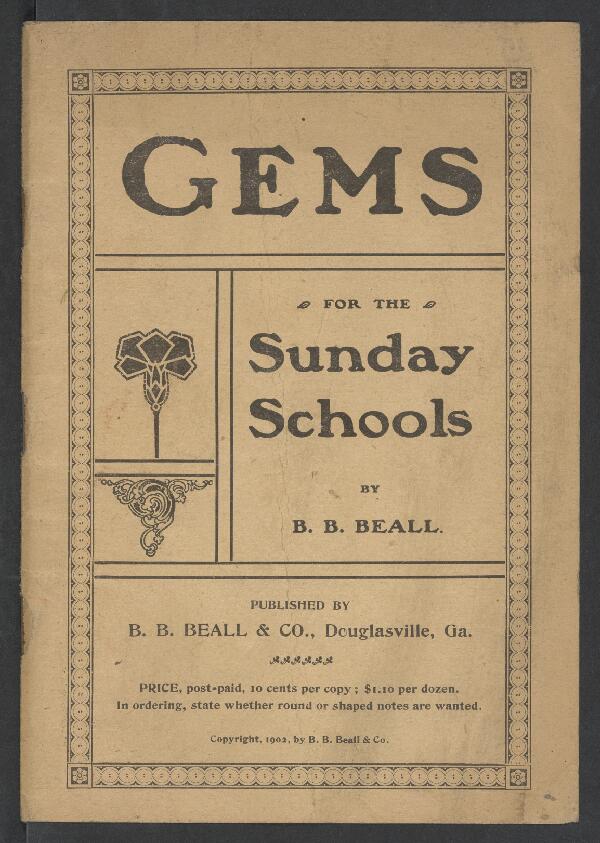 GEMS
FOR THE
Sunday
Schools
BY
B. B. BEALL.
PUBLISHED BY
B. B. BEALL & CO., Douglasville, Ga.
PRICE, post-paid, 10 cents per copy ; $1.10 per dozen.
In ordering, state whether round or shaped notes are wanted.
Copyright, 1902, by B. B. Beall & Co.